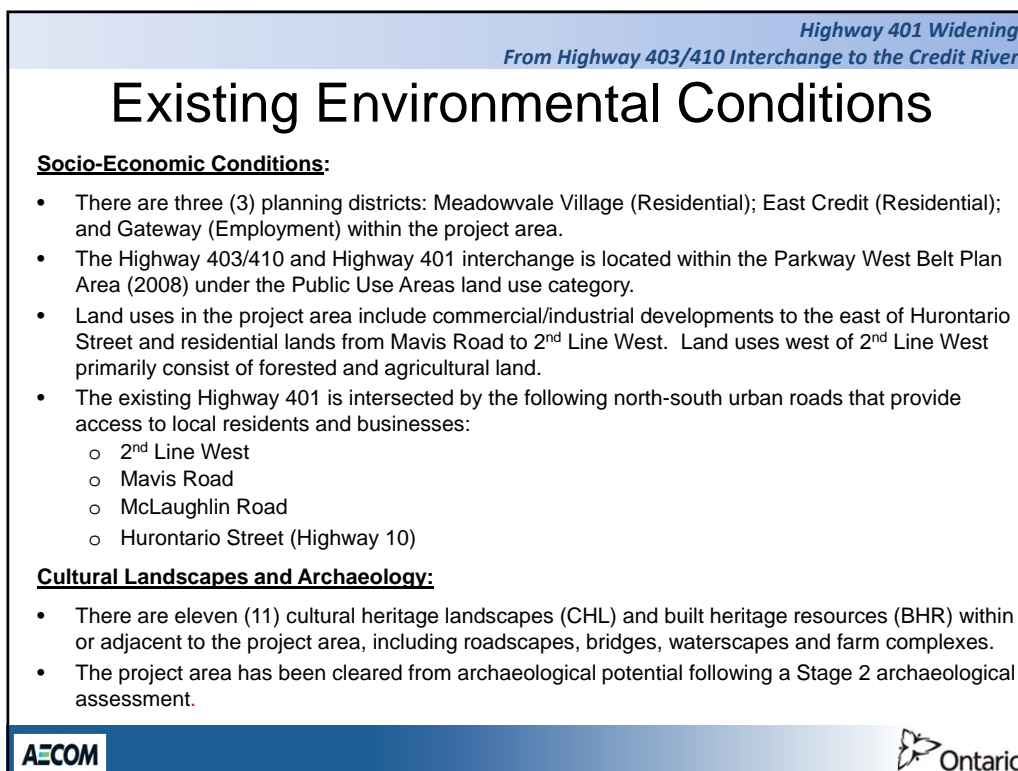 Highway 401 Widening
From Highway 403/410 Interchange to the Credit River
Existing Environmental Conditions
Socio-Economic Conditions:
• There are three (3) planning districts: Meadowvale Village (Residential); East Credit (Residential);
and Gateway (Employment) within the project area.
• The Highway 403/410 and Highway 401 interchange is located within the Parkway West Belt Plan
Area (2008) under the Public Use Areas land use category.
• Land uses in the project area include commercial/industrial developments to the east of Hurontario
Street and residential lands from Mavis Road to 2nd Line West. Land uses west of 2nd Line West
primarily consist of forested and agricultural land.
• The existing Highway 401 is intersected by the following north-south urban roads that provide
access to local residents and businesses:
o 2nd Line West
o Mavis Road
o McLaughlin Road
o Hurontario Street (Highway 10)
Cultural Landscapes and Archaeology:
• There are eleven (11) cultural heritage landscapes (CHL) and built heritage resources (BHR) within
or adjacent to the project area, including roadscapes, bridges, waterscapes and farm complexes.
• The project area has been cleared from archaeological potential following a Stage 2 archaeological
assessment.
AECOM
Ontario